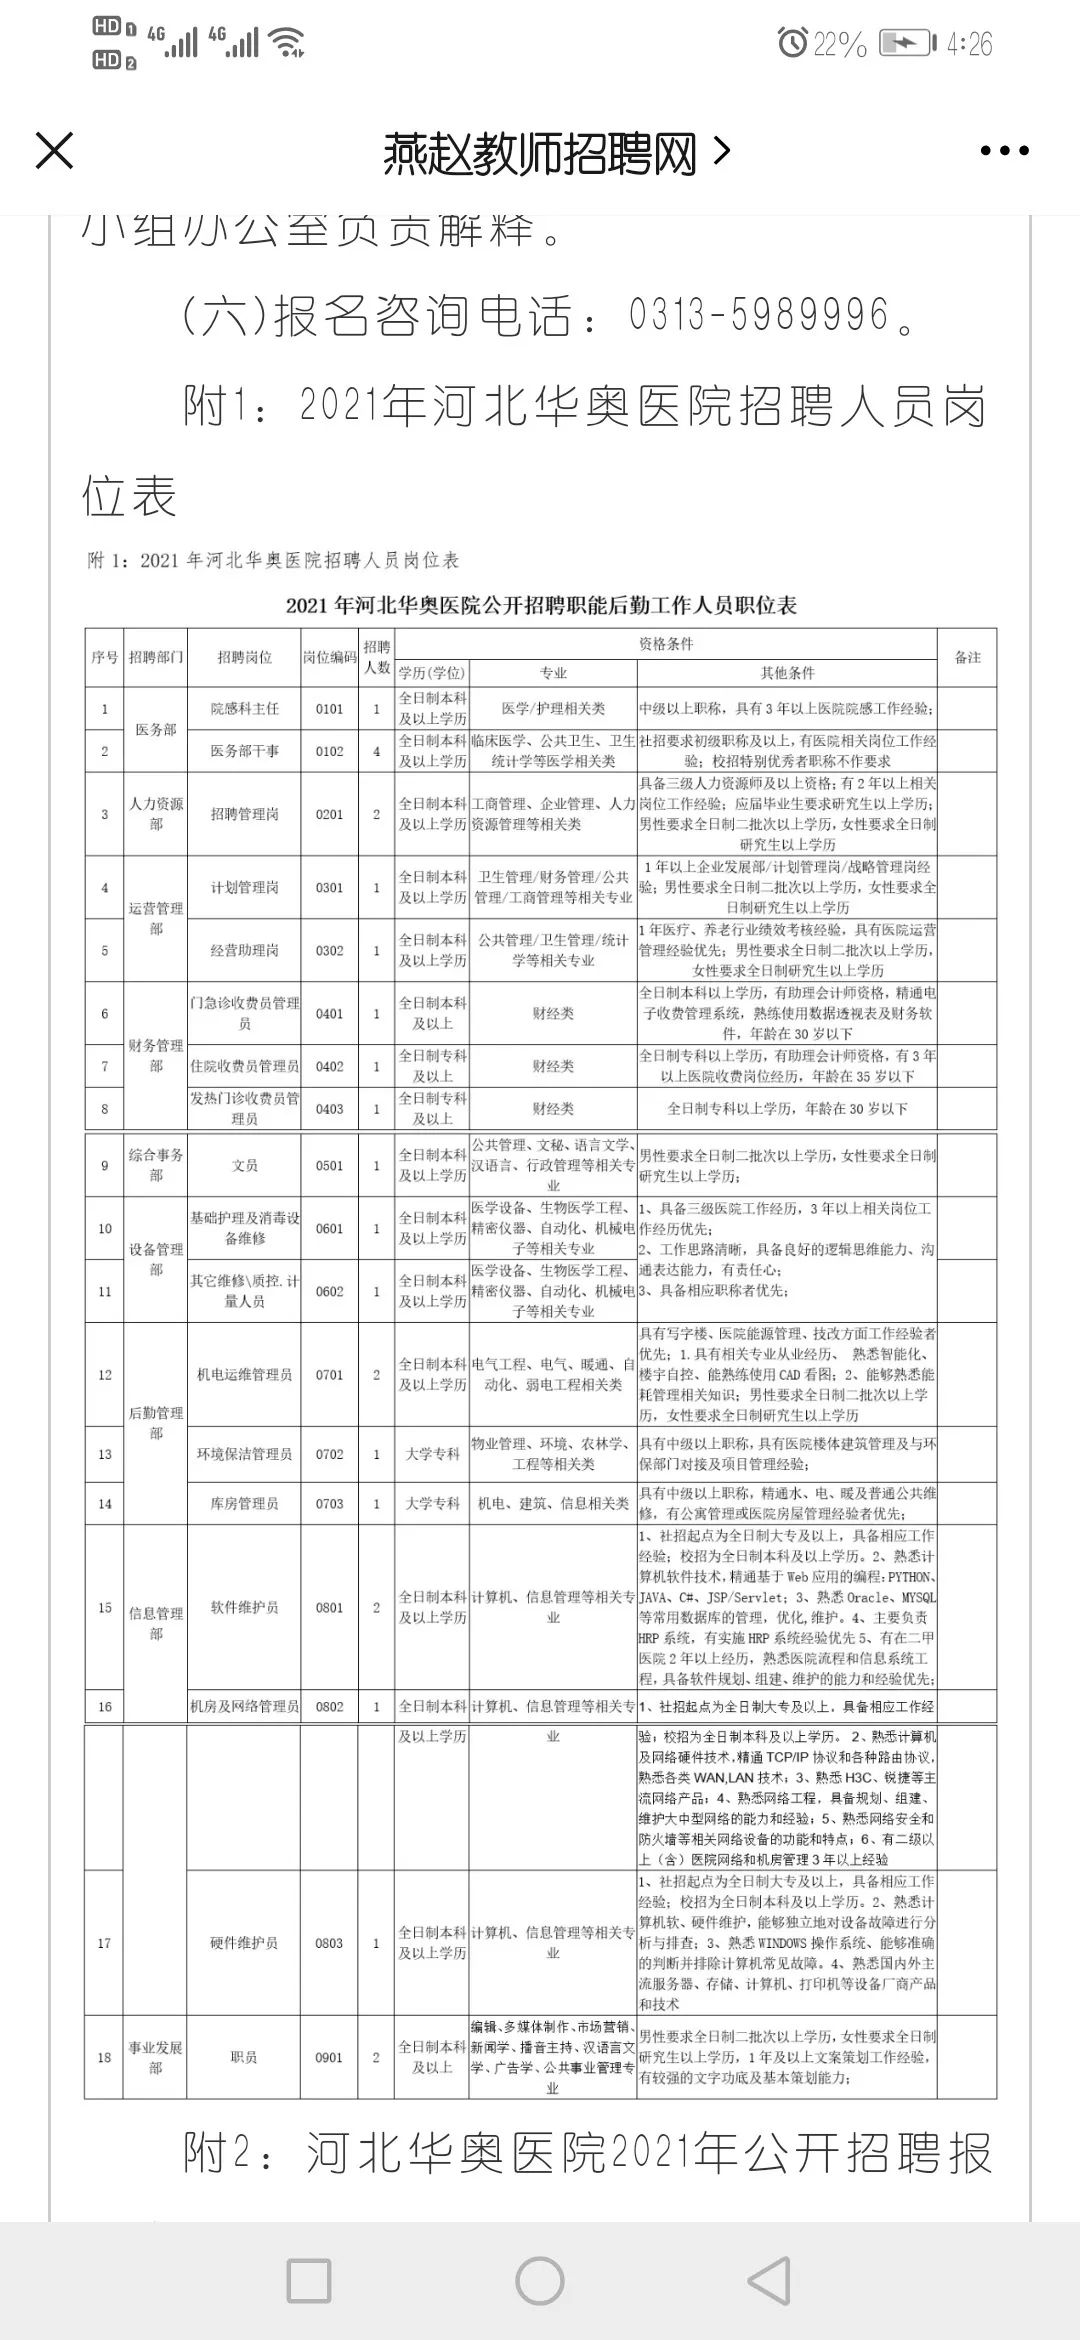 HD 1 4G 4G 22% 4:26
HD 2
燕赵教师招聘网
小组办公室负责解释。
(六)报名咨询电话：0313-5989996。
附1：2021年河北华奥医院招聘人员岗
位表
附 1：2021 年河北华奥医院招聘人员岗位表
2021 年河北华奥医院公开招聘职能后勤工作人员职位表
序号 招聘部门 招聘岗位 岗位编码 招聘
人数 资格条件 备注
学历(学位) 专业 其他条件
1 医务部 院感科主任 0101 1 全日制本科
及以上学历 医学/护理相关类 中级以上职称，具有 3 年以上医院院感工作经验；
2 医务部干事 0102 4 全日制本科
及以上学历 临床医学、公共卫生、卫生
统计学等医学相关类 社招要求初级职称及以上，有医院相关岗位工作经
验；校招特别优秀者职称不作要求
3 人力资源
部 招聘管理岗 0201 2 全日制本科
及以上学历 工商管理、企业管理、人力
资源管理等相关类 具备三级人力资源师及以上资格；有 2 年以上相关
岗位工作经验；应届毕业生要求研究生以上学历；
男性要求全日制二批次以上学历，女性要求全日制
研究生以上学历
4 运营管理
部 计划管理岗 0301 1 全日制本科
及以上学历 卫生管理/财务管理/公共
管理/工商管理等相关专业 1 年以上企业发展部/计划管理岗/战略管理岗经
验；男性要求全日制二批次以上学历，女性要求全
日制研究生以上学历
5 经营助理岗 0302 1 全日制本科
及以上学历 公共管理/卫生管理/统计
学等相关专业 1 年医疗、养老行业绩效考核经验，具有医院运营
管理经验优先；男性要求全日制二批次以上学历，
女性要求全日制研究生以上学历
6 财务管理
部 门急诊收费员管理
员 0401 1 全日制本科
及以上 财经类 全日制本科以上学历，有助理会计师资格，精通电
子收费管理系统，熟练使用数据透视表及财务软
件，年龄在 30 岁以下
7 住院收费员管理员 0402 1 全日制专科
及以上 财经类 全日制专科以上学历，有助理会计师资格，有 3 年
以上医院收费岗位经历，年龄在 35 岁以下
8 发热门诊收费员管
理员 0403 1 全日制专科
及以上 财经类 全日制专科以上学历，年龄在 30 岁以下
9 综合事务
部 文员 0501 1 全日制本科
及以上学历 公共管理、文秘、语言文学、
汉语言、行政管理等相关专
业 男性要求全日制二批次以上学历，女性要求全日制
研究生以上学历；
10 设备管理
部 基础护理及消毒设
备维修 0601 1 全日制本科
及以上学历 医学设备、生物医学工程、
精密仪器、自动化、机械电
子等相关专业 1、具备三级医院工作经历，3 年以上相关岗位工
作经历优先；
2、工作思路清晰，具备良好的逻辑思维能力、沟
通表达能力，有责任心；
3、具备相应职称者优先；
11 其它维修\质控.计
量人员 0602 1 全日制本科
及以上学历 医学设备、生物医学工程、
精密仪器、自动化、机械电
子等相关专业
12 后勤管理
部 机电运维管理员 0701 2 全日制本科
及以上学历 电气工程、电气、暖通、自
动化、弱电工程相关类 具有写字楼、医院能源管理、技改方面工作经验者
优先；1.具有相关专业从业经历、 熟悉智能化、
楼宇自控、能熟练使用 CAD 看图；2、能够熟悉能
耗管理相关知识；男性要求全日制二批次以上学
历，女性要求全日制研究生以上学历
13 环境保洁管理员 0702 1 大学专科 物业管理、环境、农林学、
工程等相关类 具有中级以上职称，具有医院楼体建筑管理及与环
保部门对接及项目管理经验；
14 库房管理员 0703 1 大学专科 机电、建筑、信息相关类 具有中级以上职称，精通水、电、暖及普通公共维
修，有公寓管理或医院房屋管理经验者优先；
15 信息管理
部 软件维护员 0801 2 全日制本科
及以上学历 计算机、信息管理等相关专
业 1、社招起点为全日制大专及以上，具备相应工作
经验；校招为全日制本科及以上学历。2、熟悉计
算机软件技术，精通基于 Web 应用的编程：PYTHON、
JAVA、C#、JSP/Servlet；3、熟悉 Oracle、MYSQL
等常用数据库的管理，优化,维护。4、主要负责
HRP 系统，有实施 HRP 系统经验优先 5、有在二甲
医院 2 年以上经历，熟悉医院流程和信息系统工
程，具备软件规划、组建、维护的能力和经验优先；
16 机房及网络管理员 0802 1 全日制本科 计算机、信息管理等相关专 1、社招起点为全日制大专及以上，具备相应工作经
及以上学历 业 验；校招为全日制本科及以上学历。 2、熟悉计算机
及网络硬件技术，精通 TCP/IP 协议和各种路由协议，
熟悉各类 WAN,LAN 技术；3、熟悉 H3C、锐捷等主
流网络产品；4、熟悉网络工程，具备规划、组建、
维护大中型网络的能力和经验；5、熟悉网络安全和
防火墙等相关网络设备的功能和特点；6、有二级以
上（含）医院网络和机房管理 3 年以上经验
17 硬件维护员 0803 1 全日制本科
及以上学历 计算机、信息管理等相关专
业 1、社招起点为全日制大专及以上，具备相应工作
经验；校招为全日制本科及以上学历。2、熟悉计
算机软、硬件维护，能够独立地对设备故障进行分
析与排查；3、熟悉 WINDOWS 操作系统、能够准确
的判断并排除计算机常见故障。4、熟悉国内外主
流服务器、存储、计算机、打印机等设备厂商产品
和技术
18 事业发展
部 职员 0901 2 全日制本科
及以上 编辑、多媒体制作、市场营销、
新闻学、播音主持、汉语言文
学、广告学、公共事业管理专
业 男性要求全日制二批次以上学历，女性要求全日制
研究生以上学历，1 年及以上文案策划工作经验，
有较强的文字功底及基本策划能力；
附2：河北华奥医院2021年公开招聘报